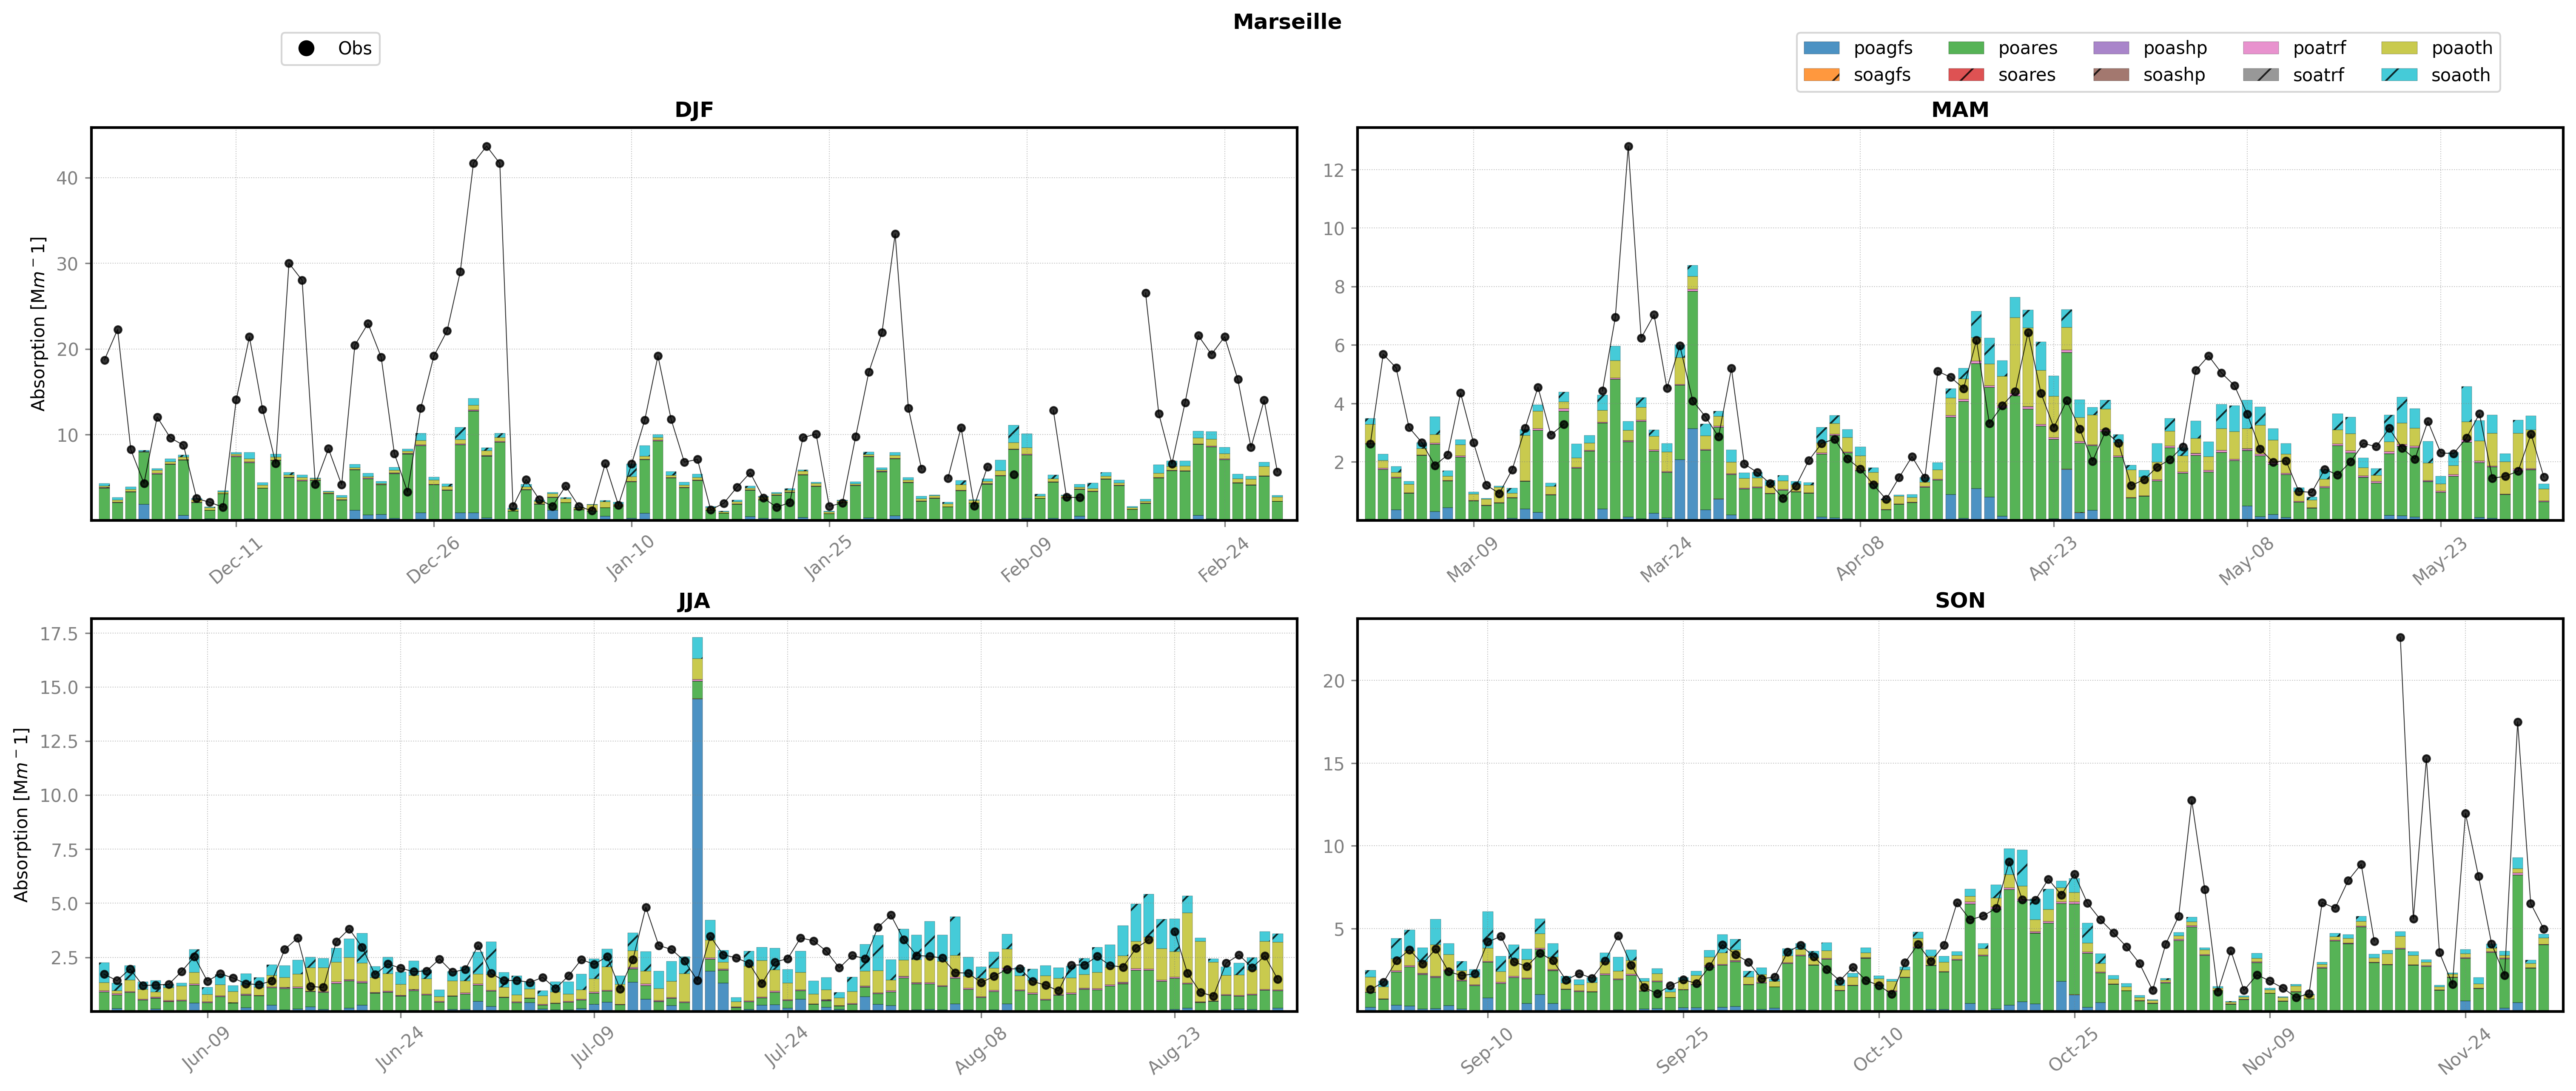 Marseille
Obs
poagfs poares poashp poatrf poaoth
soagfs soares soashp soatrf soaoth
DJF
MAM
Absorption [Mm−1]
40
30
20
10
12
10
8
6
4
2
Dec-11 Dec-26 Jan-10 Jan-25 Feb-09 Feb-24
Mar-09 Mar-24 Apr-08 Apr-23 May-08 May-23
JJA
SON
Absorption [Mm−1]
17.5
15.0
12.5
10.0
7.5
5.0
2.5
20
15
10
5
Jun-09 Jun-24 Jul-09 Jul-24 Aug-08 Aug-23
Sep-10 Sep-25 Oct-10 Oct-25 Nov-09 Nov-24